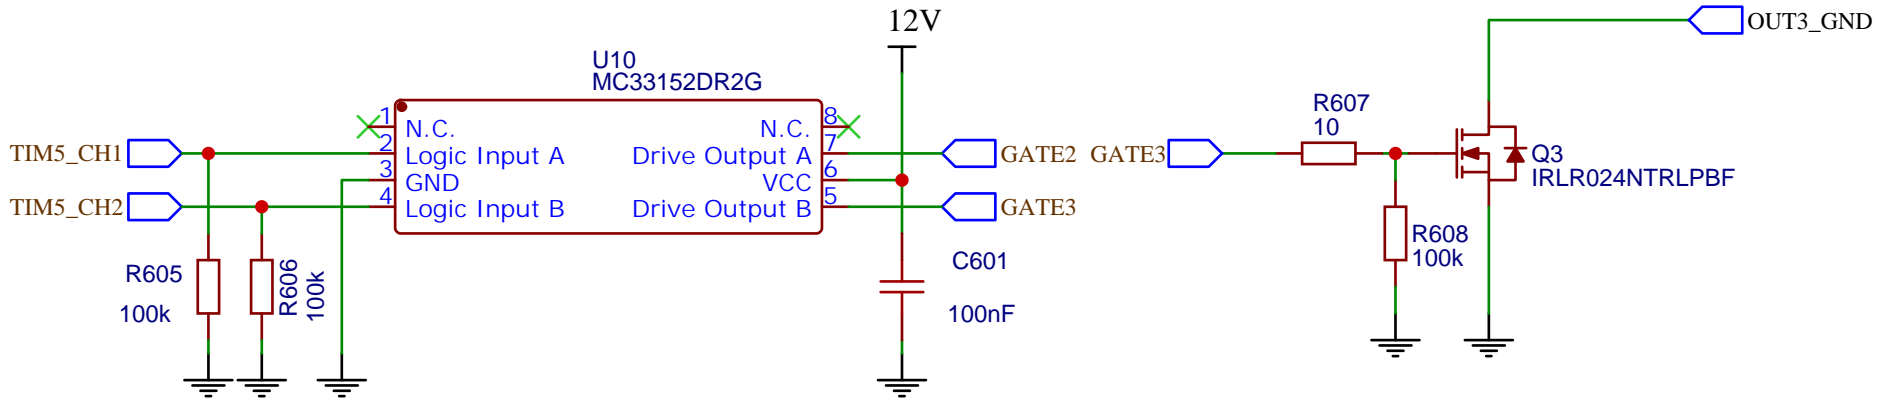 12V
OUT3_GND
U10
MC33152DR2G
R607
10
1
N.C.
N.C.
8
TIM5_CH1
2
Logic Input A
Drive Output A
7
GATE2
GATE3
Q3
IRLR024NTRLPBF
3
GND
VCC
6
TIM5_CH2
4
Logic Input B
Drive Output B
5
GATE3
R608
100k
R605
100k
R606
100k
C601
100nF